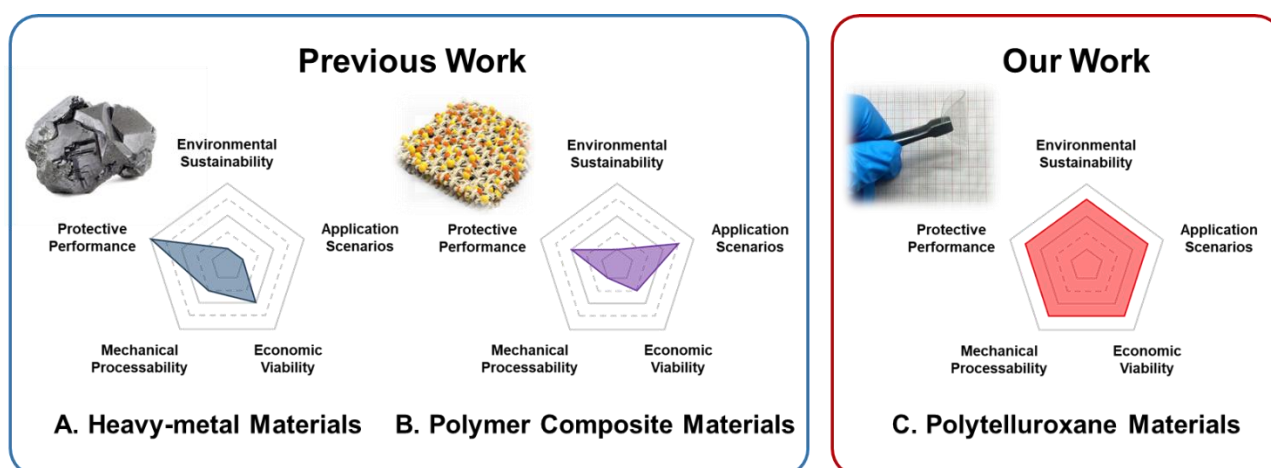 Previous Work
Environmental
Sustainability
Protective
Performance
Application
Scenarios
Mechanical
Processability
Economic
Viability
A. Heavy-metal Materials
Environmental
Sustainability
Protective
Performance
Application
Scenarios
Mechanical
Processability
Economic
Viability
B. Polymer Composite Materials
Our Work
Environmental
Sustainability
Protective
Performance
Application
Scenarios
Mechanical
Processability
Economic
Viability
C. Polytelluroxane Materials